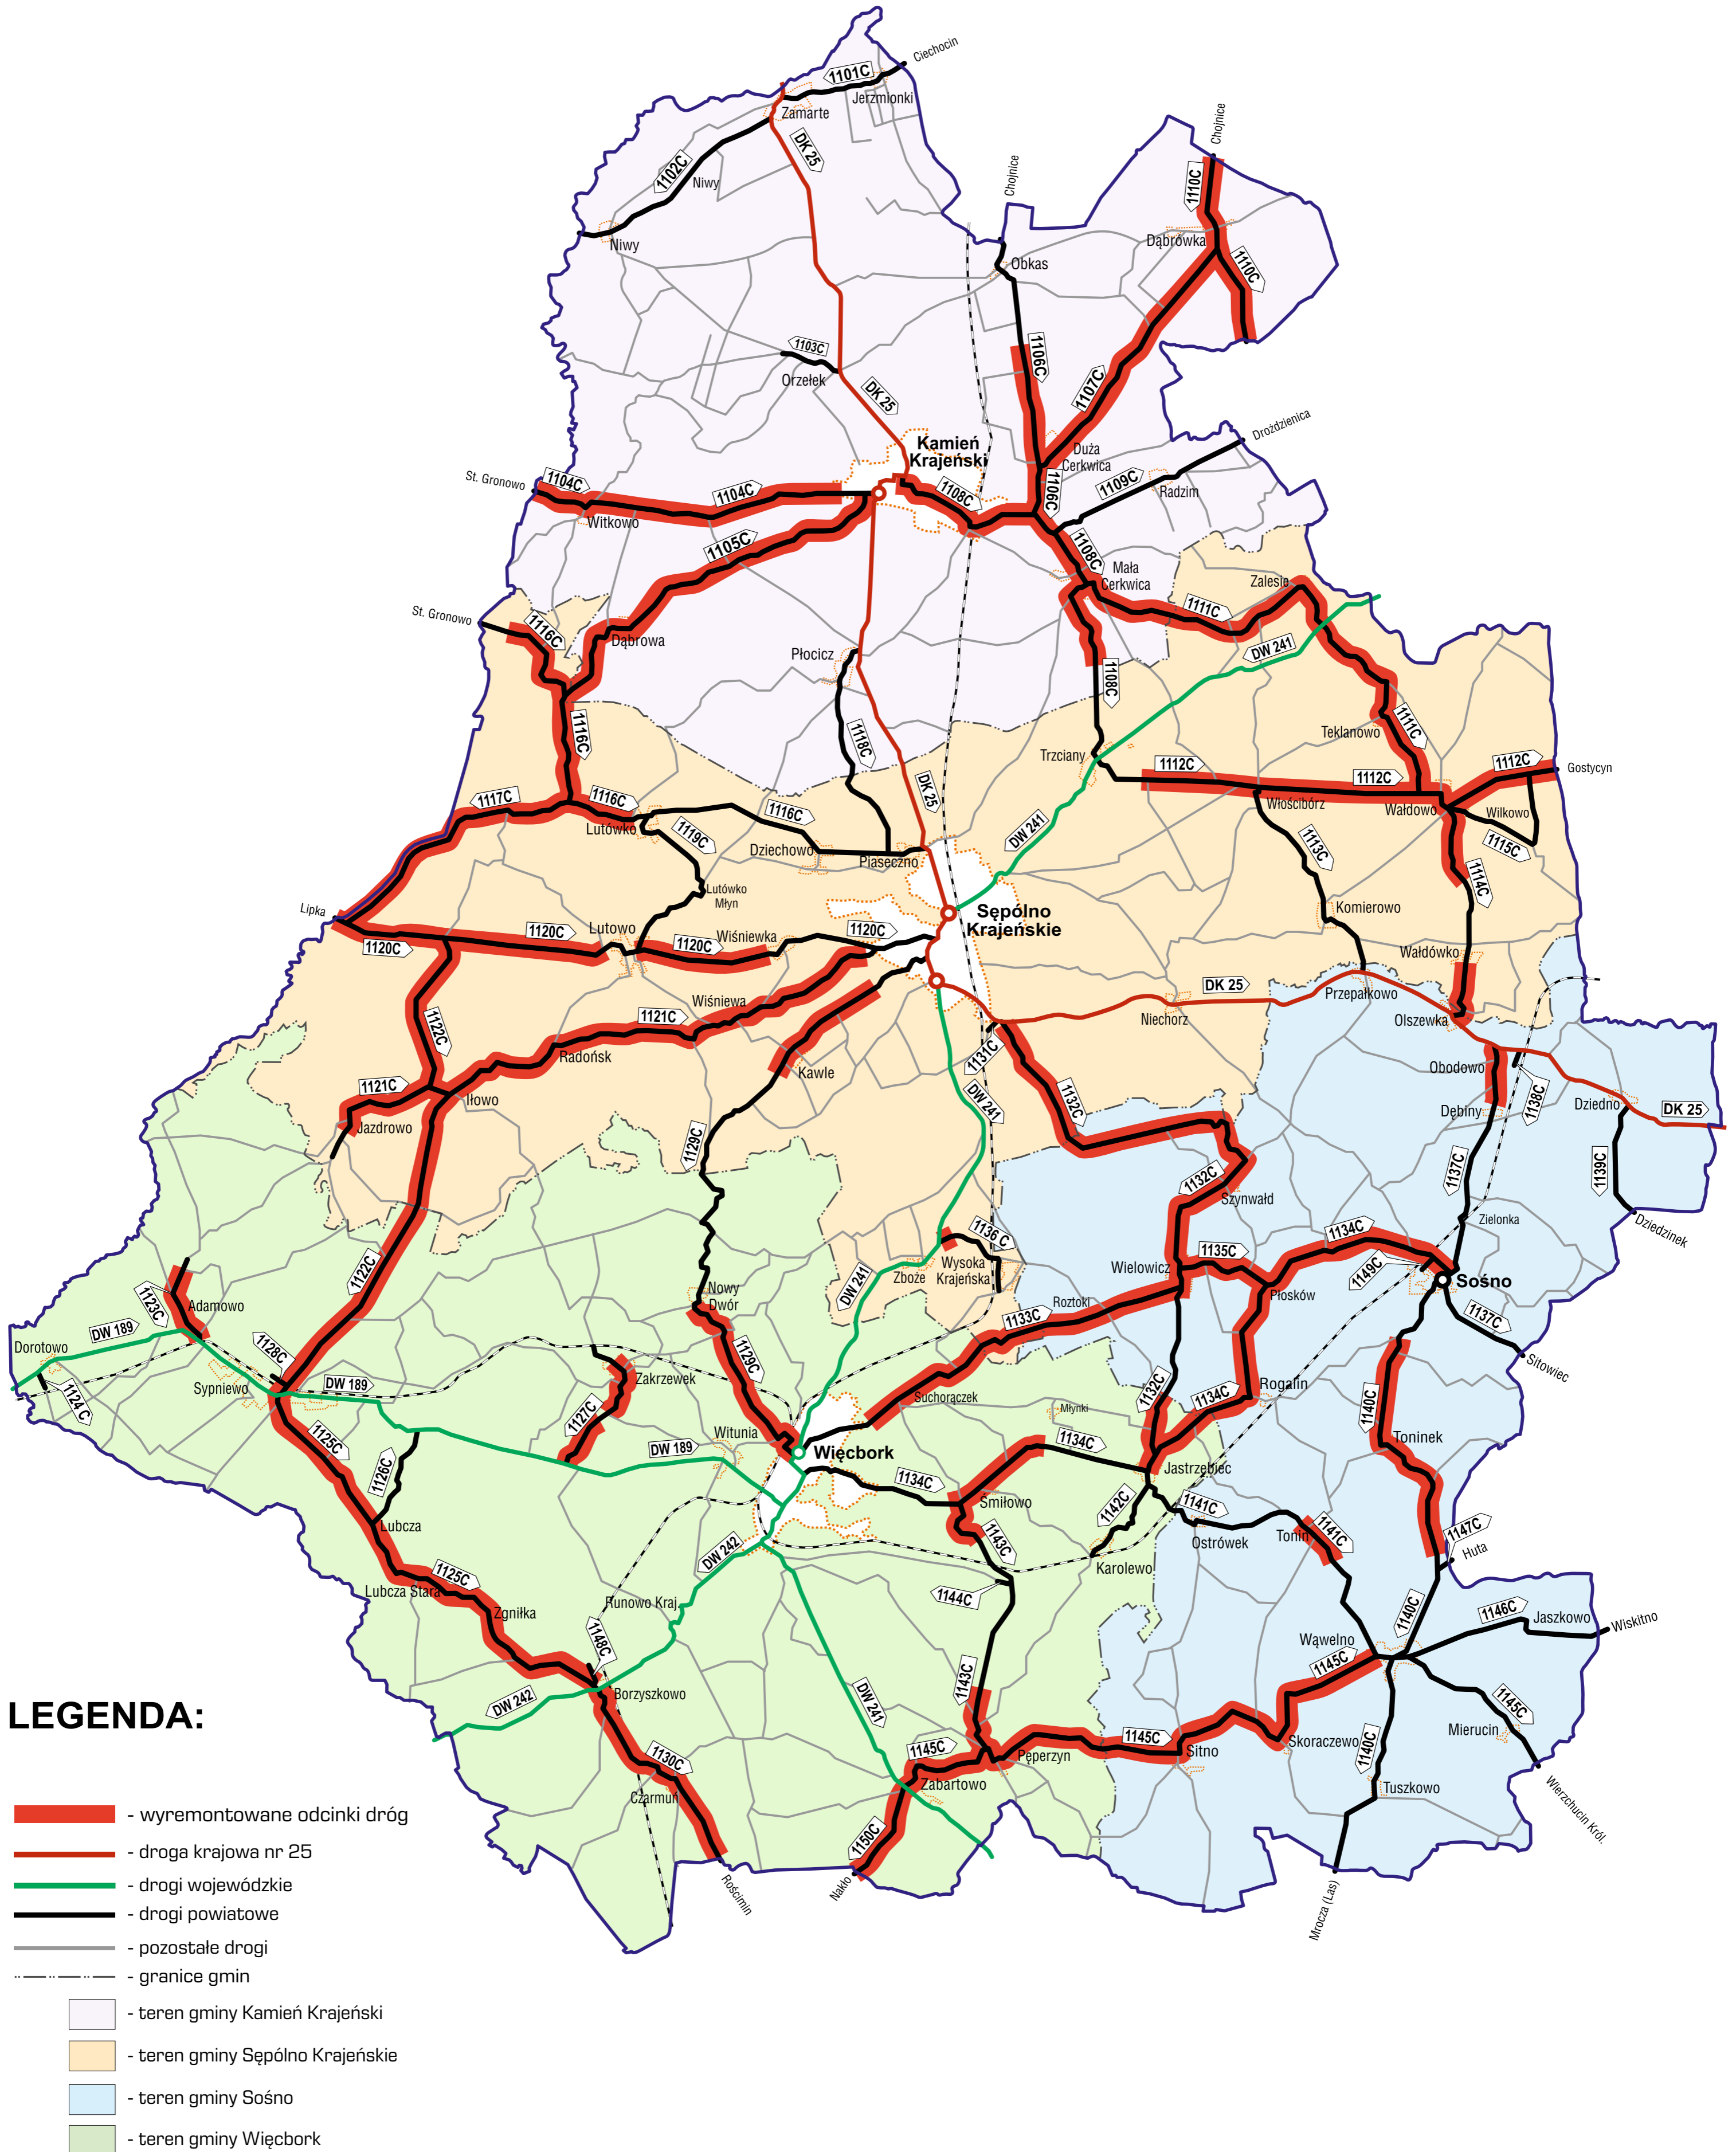 Ciechocin
1101C
Jerzmionki
Zamarte
DK 25
1102C
Niwy
Niwy
Chojnice
Chojnice
1110C
Dąbrówka
1110C
Obkas
1103C
Orzełek
DK 25
1106C
1107C
Kamień
Krajeński
Duża
Cerkwica
Drożdzienica
St. Gronowo
1104C
1104C
Witkowo
1108C
1106C
1109C
Radzim
1105C
1108C
Mała
Cerkwica
Zalesie
1111C
St. Gronowo
1116C
Dąbrowa
Płocicz
DW 241
1108C
1116C
1118C
Teklanowo
1111C
Trzciany
1112C
1112C
1112C
Gostycyn
DK 25
1117C
1116C
1116C
Lutówko
1119C
Dziechowo
Piaseczno
DW 241
Włościbórz
Wałdowo
Wilkowo
1115C
1113C
1114C
Lutówko
Młyn
Lipka
Sępólno
Krajeńskie
Komierowo
1120C
1120C
Lutowo
1120C
Wiśniewka
1120C
Wałdówko
DK 25
Przepałkowo
Niechorz
Olszewka
1122C
1121C
Wiśniewa
Radońsk
1131C
Kawle
Obodowo
1138C
1121C
Iłowo
Jazdrowo
DW 241
1132C
Dębiny
Dziedno
DK 25
1129C
1137C
1139C
1132C
Szynwałd
Zielonka
Dziedzinek
1136 C
Wysoka
Krajeńska
Zboże
1134C
1135C
Wielowicz
1149C
Sośno
Płosków
1122C
DW 241
Nowy
Dwór
Roztoki
1133C
1137C
Sitowiec
1123C
Adamowo
DW 189
Dorotowo
1128C
1124 C
Sypniewo
DW 189
1129C
Zakrzewek
1127C
Suchorączek
Młynki
1132C
1134C
Rogalin
1140C
Toninek
1125C
1126C
Witunia
DW 189
Więcbork
1134C
1134C
Jastrzębiec
Śmiłowo
1142C
1141C
Ostrówek
Tonin
1141C
1147C
Huta
Lubcza
1143C
DW 242
Karolewo
1144C
Lubcza Stara
1125C
Zgniłka
Runowo Kraj.
1148C
1140C
1146C
Jaszkowo
Wiskitno
Wąwelno
1145C
1143C
DW 242
Borzyszkowo
DW 241
1145C
Mierucin
LEGENDA:
1145C
1145C
Pęperzyn
Sitno
Skoraczewo
1140C
1130C
Czarmuń
Zabartowo
Tuszkowo
Wierzchucin Król.
1150C
Nakło
Rościmin
Mrocza (Las)
- wyremontowane odcinki dróg
- droga krajowa nr 25
- drogi wojewódzkie
- drogi powiatowe
- pozostałe drogi
- granice gmin
- teren gminy Kamień Krajeński
- teren gminy Sępólno Krajeńskie
- teren gminy Sośno
- teren gminy Więcbork